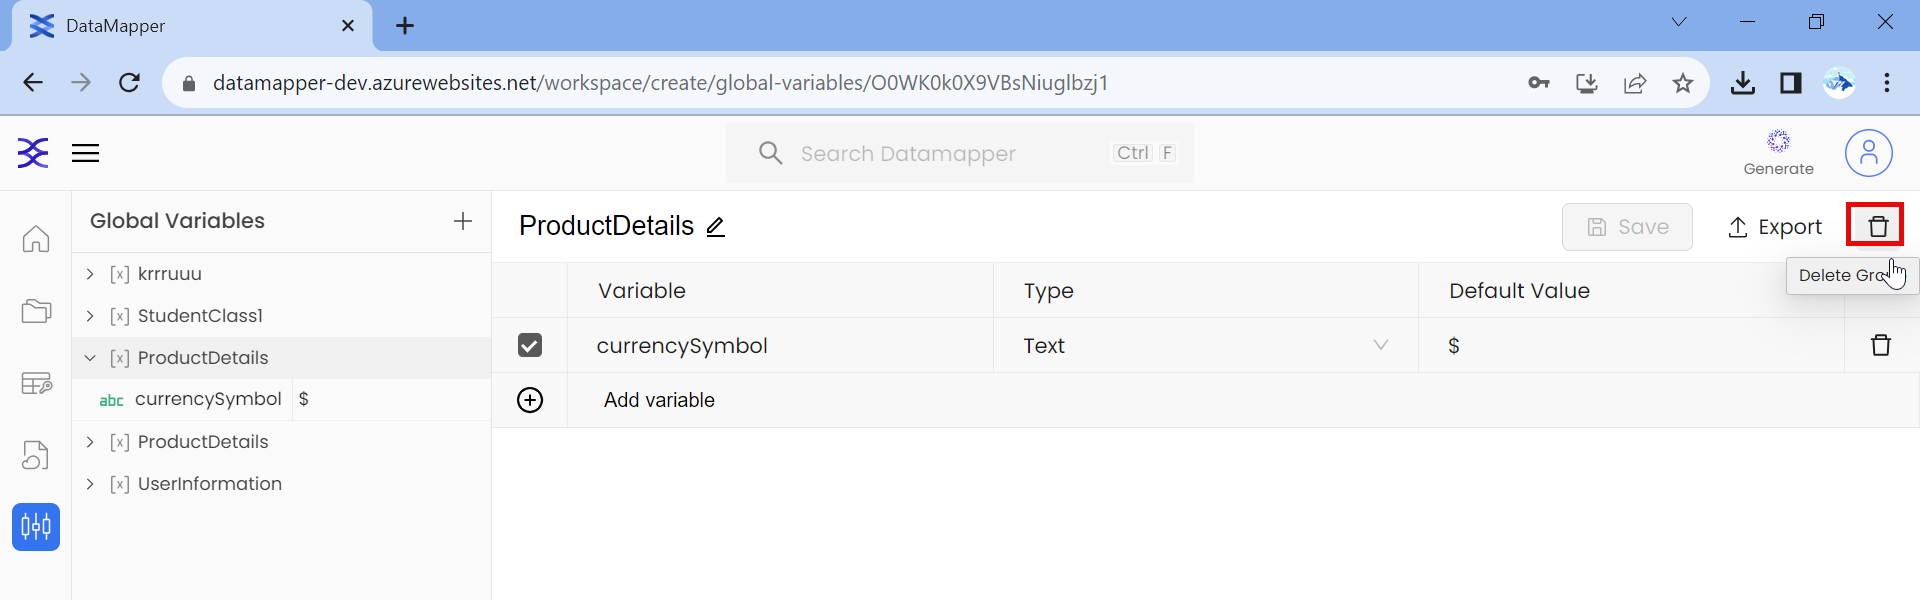 DataMapper
datamapper-dev.azurewebsites.net/workspace/create/global-variables/O0WK0k0X9VBsNiuglbzj1
Search Datamapper Ctrl F
Generate
Global Variables
[x] krrruuu
[x] StudentClass1
[x] ProductDetails
abc currencySymbol $
[x] ProductDetails
[x] UserInformation
ProductDetails
Save Export
Delete
Variable Type Default Value
currencySymbol Text $
Add variable